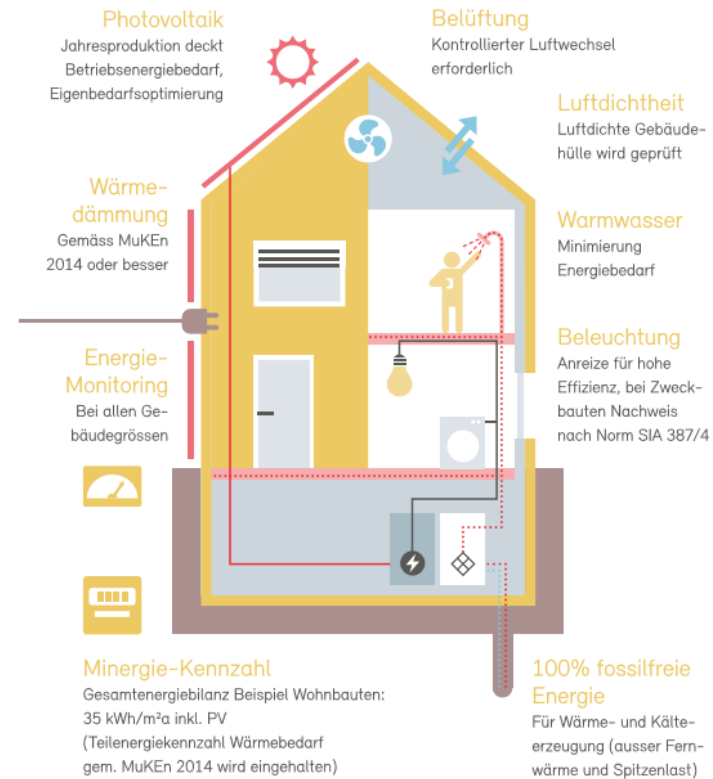 Photovoltaik
Jahresproduktion deckt
Betriebsenergiebedarf,
Eigenbedarfsoptimierung
Belüftung
Kontrollierter Luftwechsel
erforderlich
Luftdichtheit
Luftdichte Gebäude-
hülle wird geprüft
Wärme-
dämmung
Gemäss MuKEn
2014 oder besser
Warmwasser
Minimierung
Energiebedarf
Energie-
Monitoring
Bei allen Ge-
bäudegrössen
Beleuchtung
Anreize für hohe
Effizienz, bei Zweck-
bauten Nachweis
nach Norm SIA 387/4
Minergie-Kennzahl
Gesamtenergiebilanz Beispiel Wohnbauten:
35 kWh/m²a inkl. PV
(Teilenergiekennzahl Wärmebedarf
gem. MuKEn 2014 wird eingehalten)
100% fossilfreie
Energie
Für Wärme- und Kälte-
erzeugung (ausser Fern-
wärme und Spitzenlast)